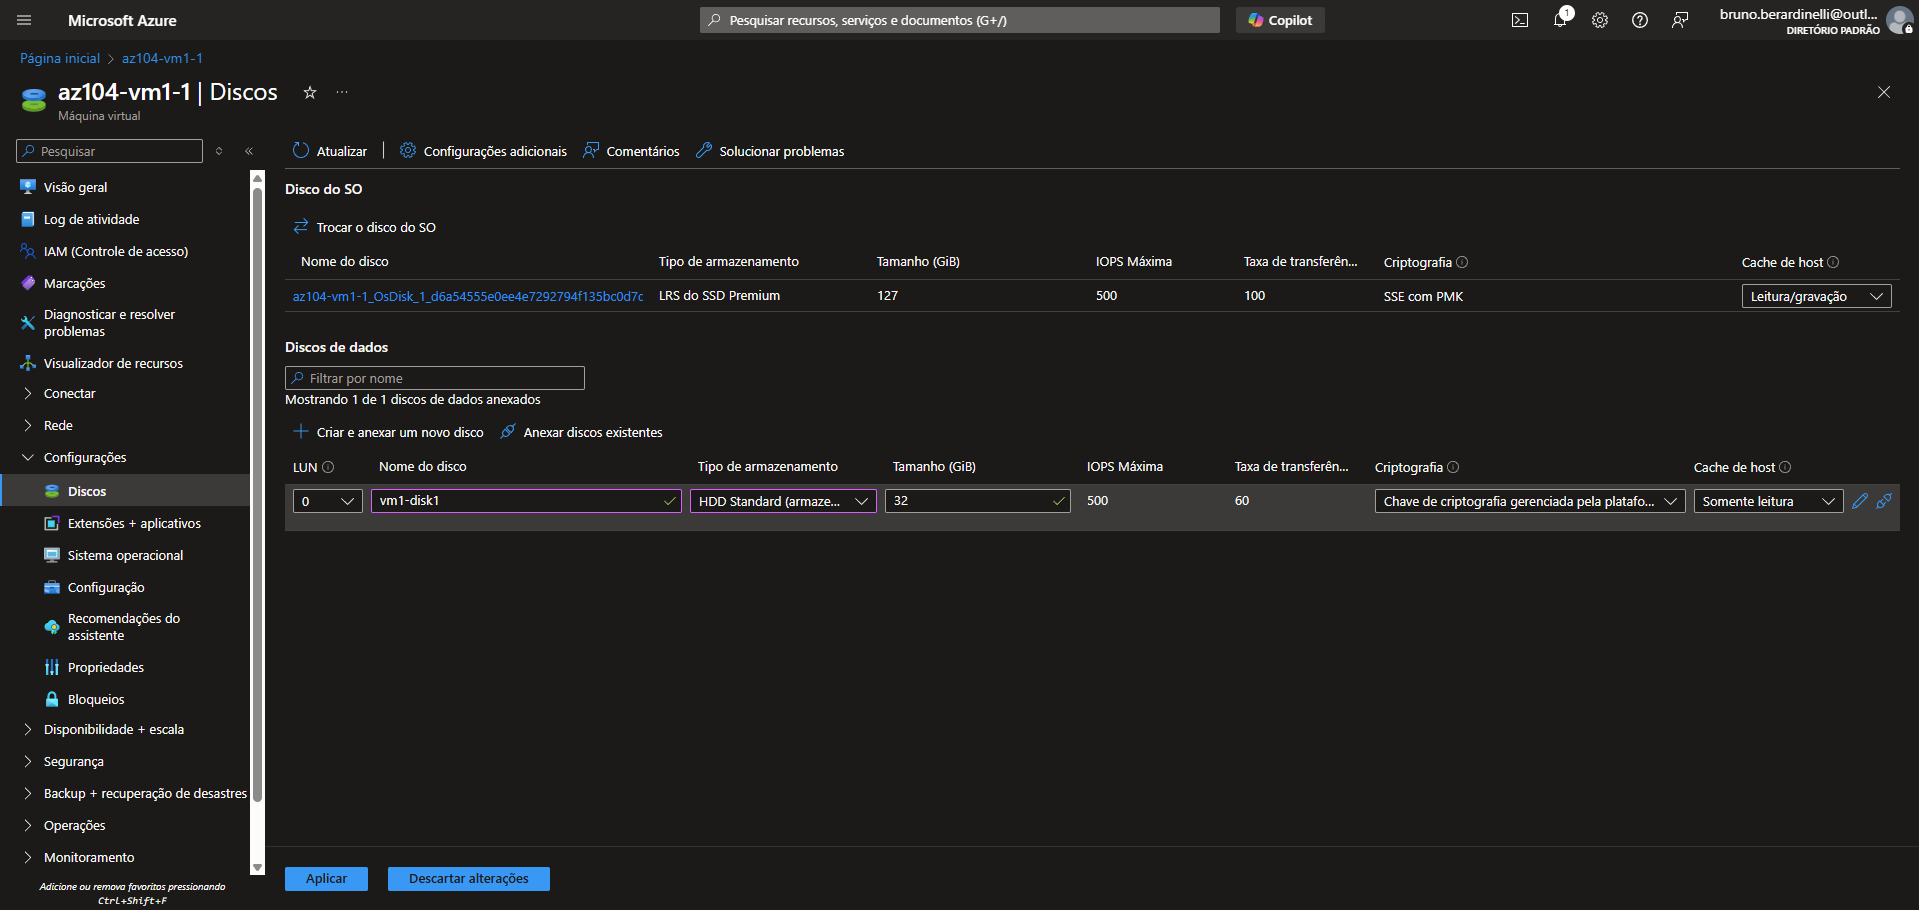 Microsoft Azure
Pesquisar recursos, serviços e documentos (G+/)
Copilot
1
bruno.berardinelli@outl...
DIRETÓRIO PADRÃO
Página inicial > az104-vm1-1
az104-vm1-1 | Discos
Máquina virtual
Pesquisar
Atualizar
Configurações adicionais
Comentários
Solucionar problemas
Visão geral
Log de atividade
IAM (Controle de acesso)
Marcações
Diagnosticar e resolver
problemas
Visualizador de recursos
Conectar
Rede
Configurações
Discos
Extensões + aplicativos
Sistema operacional
Configuração
Recomendações do
assistente
Propriedades
Bloqueios
Disponibilidade + escala
Segurança
Backup + recuperação de desastres
Operações
Monitoramento
Adicione ou remova favoritos pressionando
Ctrl+Shift+F
Disco do SO
Trocar o disco do SO
Nome do disco Tipo de armazenamento Tamanho (GiB) IOPS Máxima Taxa de transferên... Criptografia Cache de host
az104-vm1-1_OsDisk_1_d6a54555e0ee4e7292794f135bc0d7c LRS do SSD Premium 127 500 100 SSE com PMK Leitura/gravação
Discos de dados
Filtrar por nome
Mostrando 1 de 1 discos de dados anexados
Criar e anexar um novo disco
Anexar discos existentes
LUN Nome do disco Tipo de armazenamento Tamanho (GiB) IOPS Máxima Taxa de transferên... Criptografia Cache de host
0 vm1-disk1 HDD Standard (armaze... 32 500 60 Chave de criptografia gerenciada pela platafo... Somente leitura
Aplicar
Descartar alterações